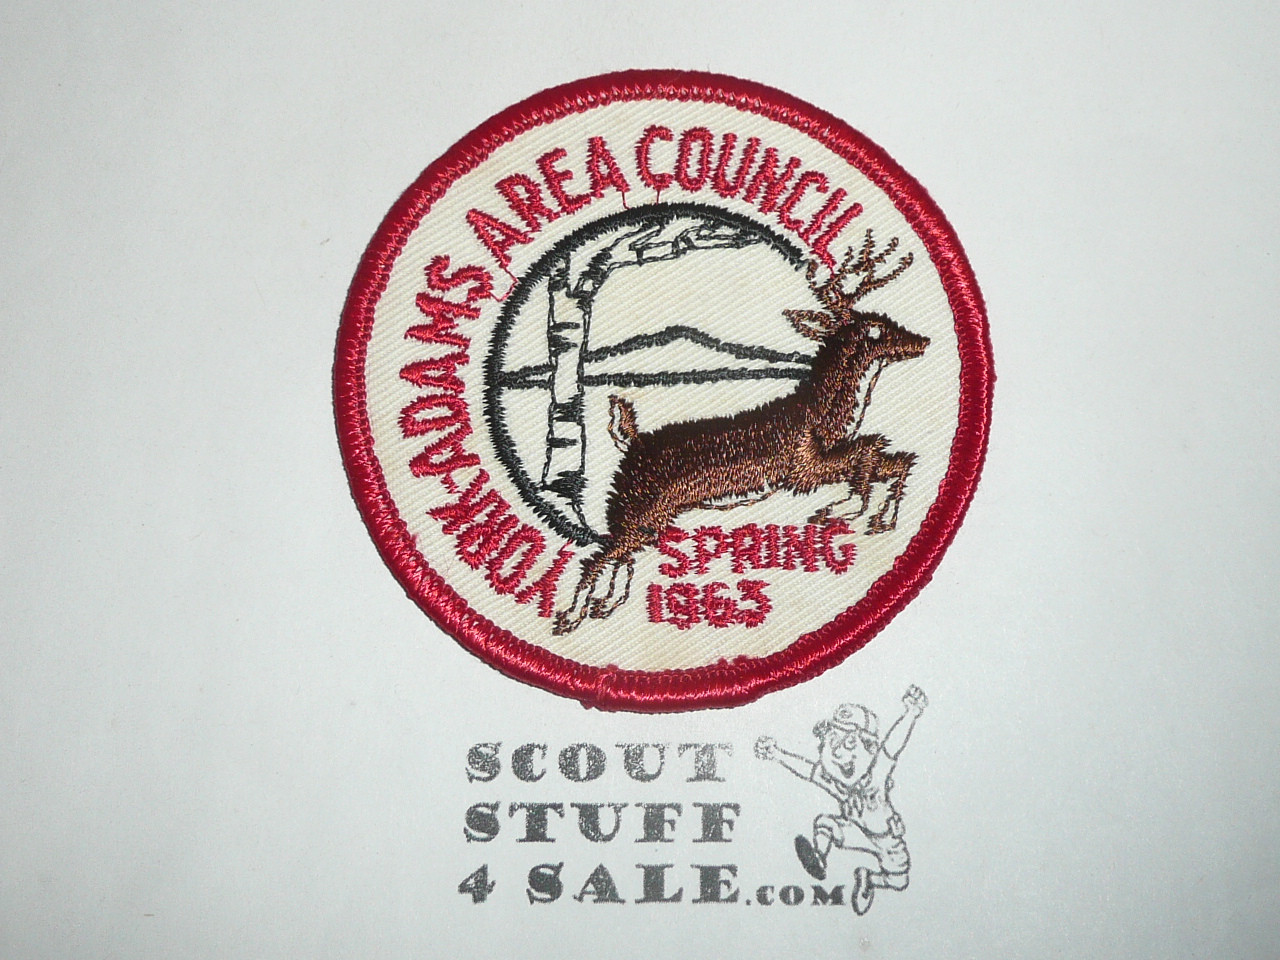 YORK-ADAMS AREA COUNCIL
SPRING
1963
SCOUT
STUFF
4 SALE.COM